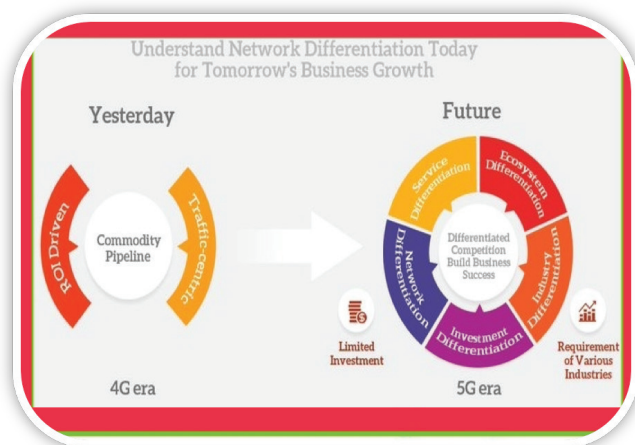 Understand Network Differentiation Today
for Tomorrow's Business Growth
Yesterday
ROI Driven
Commodity
Pipeline
Traffic-centric
4G era
Future
Service
Differentiation
Ecosystem
Differentiation
Network
Differentiation
Differentiated
Competition
Build Business
Success
Industry
Differentiation
Investment
Differentiation
Limited
Investment
Requirement
of Various
Industries
5G era